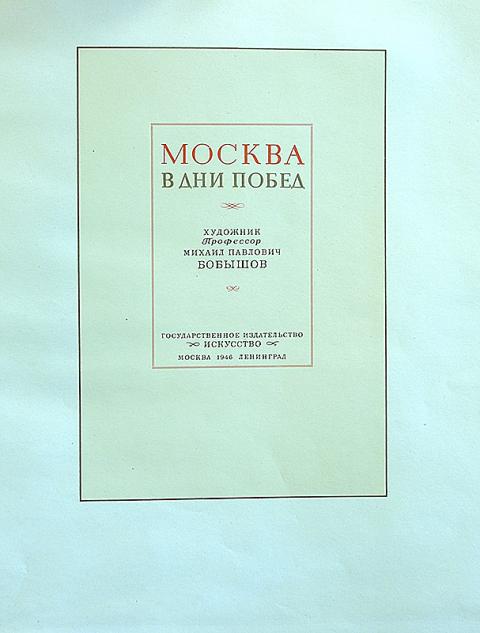 МОСКВА
В ДНИ ПОБЕД
ХУДОЖНИК
Профессор
МИХАИЛ ПАВЛОВИЧ
БОБЫШОВ
ГОСУДАРСТВЕННОЕ ИЗДАТЕЛЬСТВО
ИСКУССТВО
МОСКВА 1946 ЛЕНИНГРАД